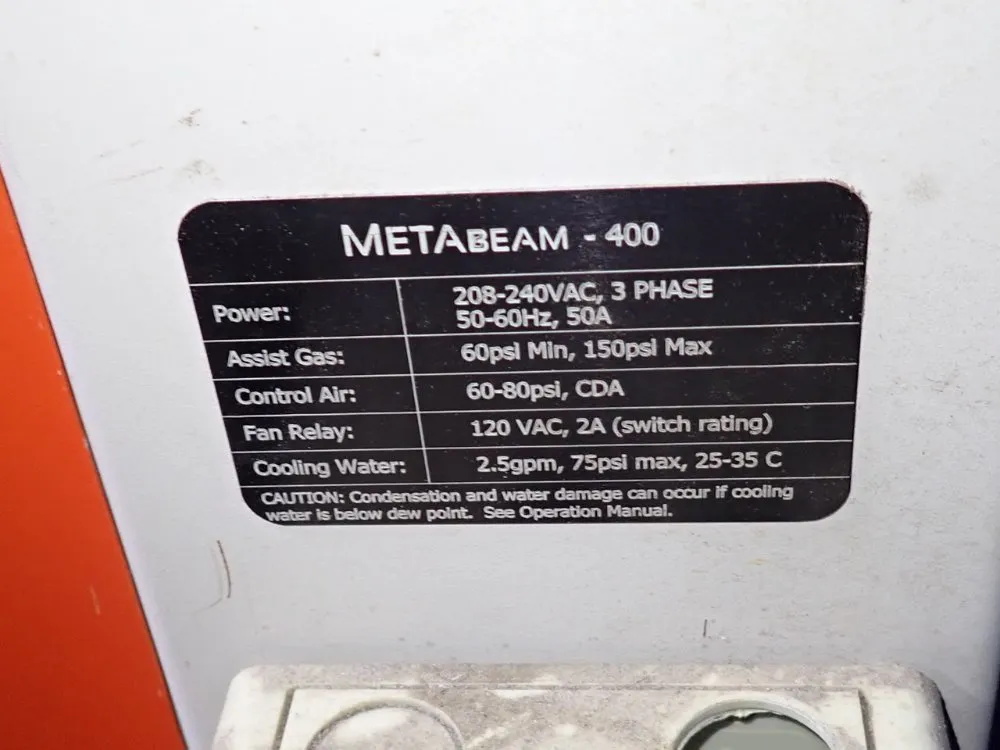 METABEAM - 400
Power: 208-240VAC, 3 PHASE
50-60Hz, 50A
Assist Gas: 60psi Min, 150psi Max
Control Air: 60-80psi, CDA
Fan Relay: 120 VAC, 2A (switch rating)
Cooling Water: 2.5gpm, 75psi max, 25-35 C
CAUTION: Condensation and water damage can occur if cooling
water is below dew point. See Operation Manual.